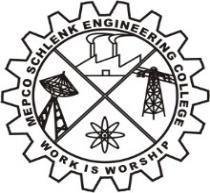 MEPCO SCHLENK ENGINEERING COLLEGE
WORK IS WORSHIP